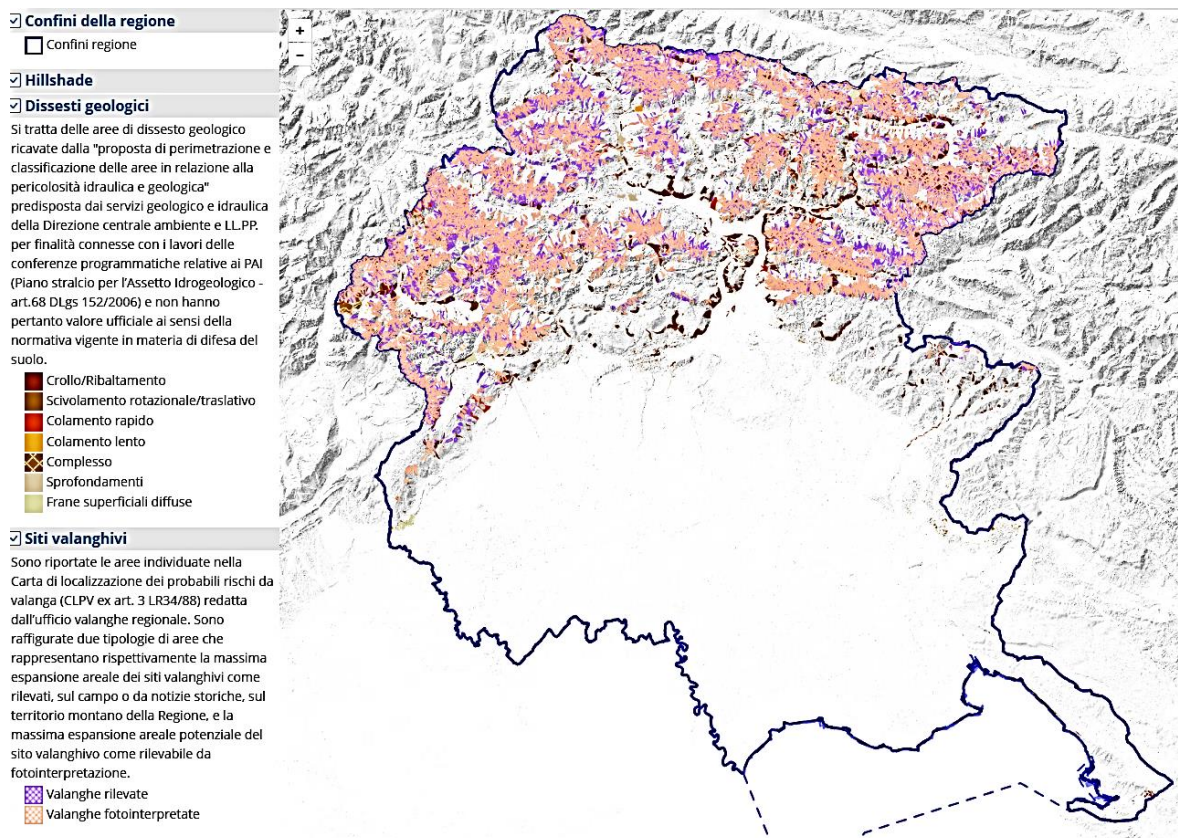 Confini della regione
Confini regione
Hillshade
Dissesti geologici
Si tratta delle aree di dissesto geologico
ricavate dalla "proposta di perimetrazione e
classificazione delle aree in relazione alla
pericolosità idraulica e geologica"
predisposta dai servizi geologico e idraulica
della Direzione centrale ambiente e LL.PP.
per finalità connesse con i lavori delle
conferenze programmatiche relative ai PAI
(Piano stralcio per l'Assetto Idrogeologico -
art.68 DLgs 152/2006) e non hanno
pertanto valore ufficiale ai sensi della
normativa vigente in materia di difesa del
suolo.
Crollo/Ribaltamento
Scivolamento rotazionale/traslativo
Colamento rapido
Colamento lento
Complesso
Sprofondamenti
Frane superficiali diffuse
Siti valanghivi
Sono riportate le aree individuate nella
Carta di localizzazione dei probabili rischi da
valanga (CLPV ex art. 3 LR34/88) redatta
dall'ufficio valanghe regionale. Sono
raffigurate due tipologie di aree che
rappresentano rispettivamente la massima
espansione areale dei siti valanghivi come
rilevati, sul campo o da notizie storiche, sul
territorio montano della Regione, e la
massima espansione areale potenziale del
sito valanghivo come rilevabile da
fotointerpretazione.
Valanghe rilevate
Valanghe fotointerpretate
+
−